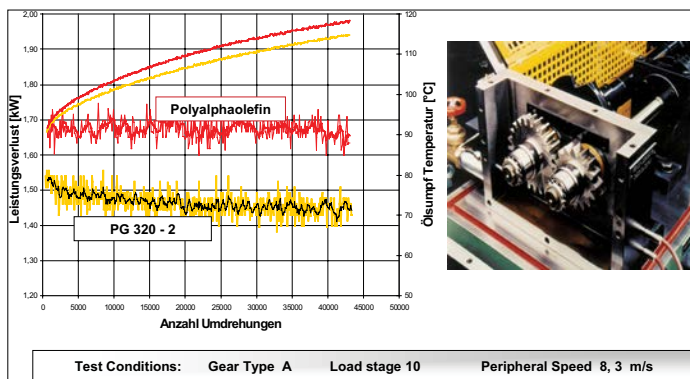 2,00
1,90
1,80
1,70
1,60
1,50
1,40
1,30
1,20
Leistungsverlust [kW]
120
110
100
90
80
70
60
50
Ölsumpf Temperatur [°C]
Polyalphaolefin
PG 320 - 2
0 5000 10000 15000 20000 25000 30000 35000 40000 45000 50000
Anzahl Umdrehungen
Test Conditions: Gear Type A Load stage 10 Peripheral Speed 8, 3 m/s